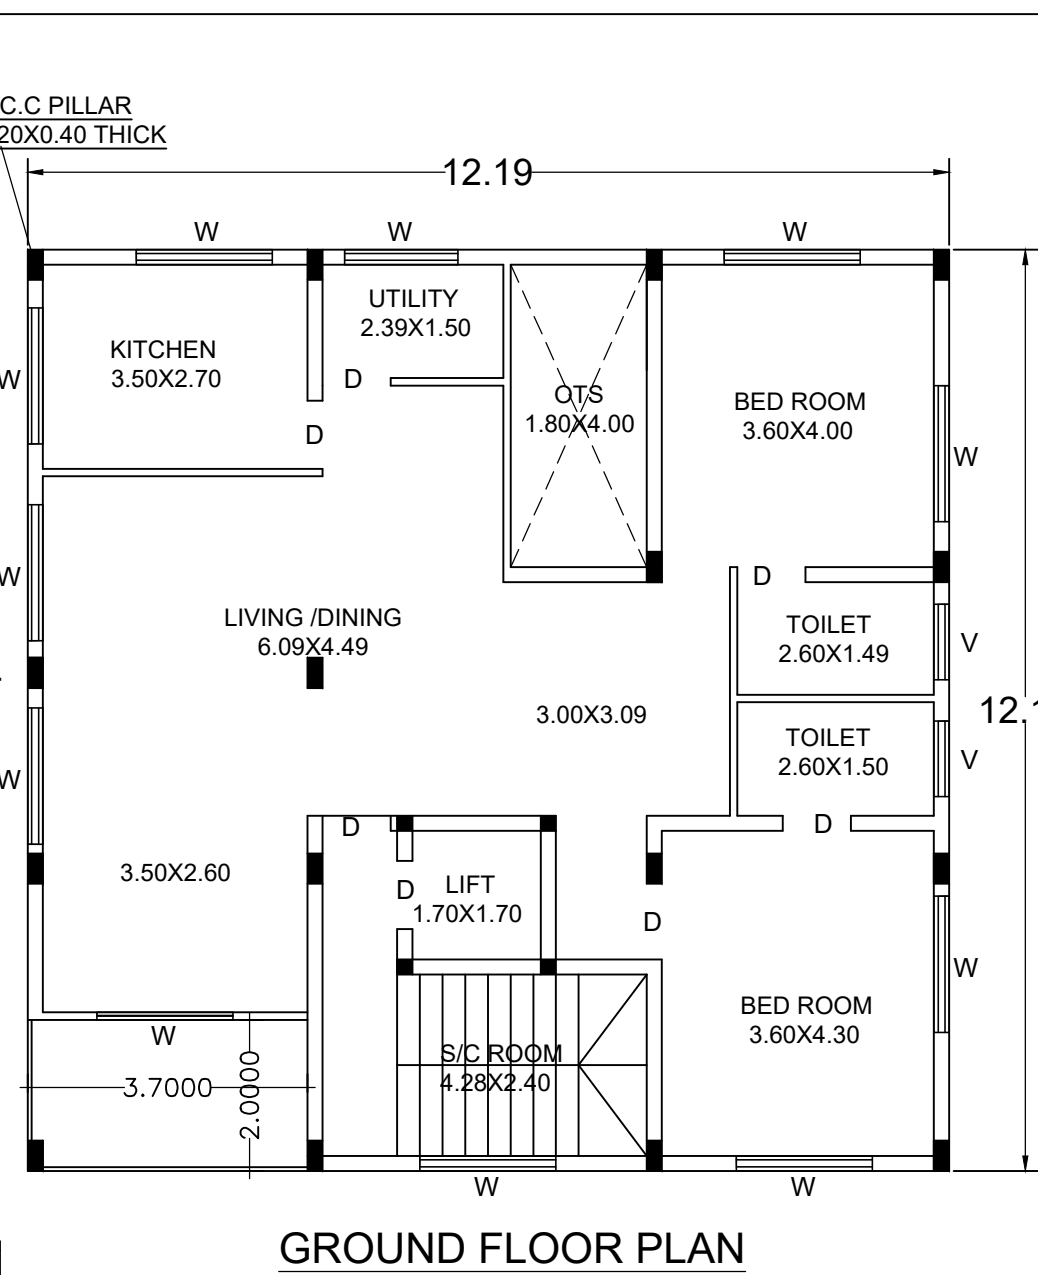 C.C PILLAR
20X0.40 THICK
12.19
W
W
W
UTILITY
2.39X1.50
KITCHEN
3.50X2.70
W
D
D
OTS
1.80X4.00
BED ROOM
3.60X4.00
W
W
D
LIVING /DINING
6.09X4.49
TOILET
2.60X1.49
V
3.00X3.09
12.1
TOILET
2.60X1.50
V
W
D
D
3.50X2.60
D
LIFT
1.70X1.70
D
W
BED ROOM
3.60X4.30
W
S/C ROOM
4.28X2.40
3.7000
2.0000
W
W
GROUND FLOOR PLAN